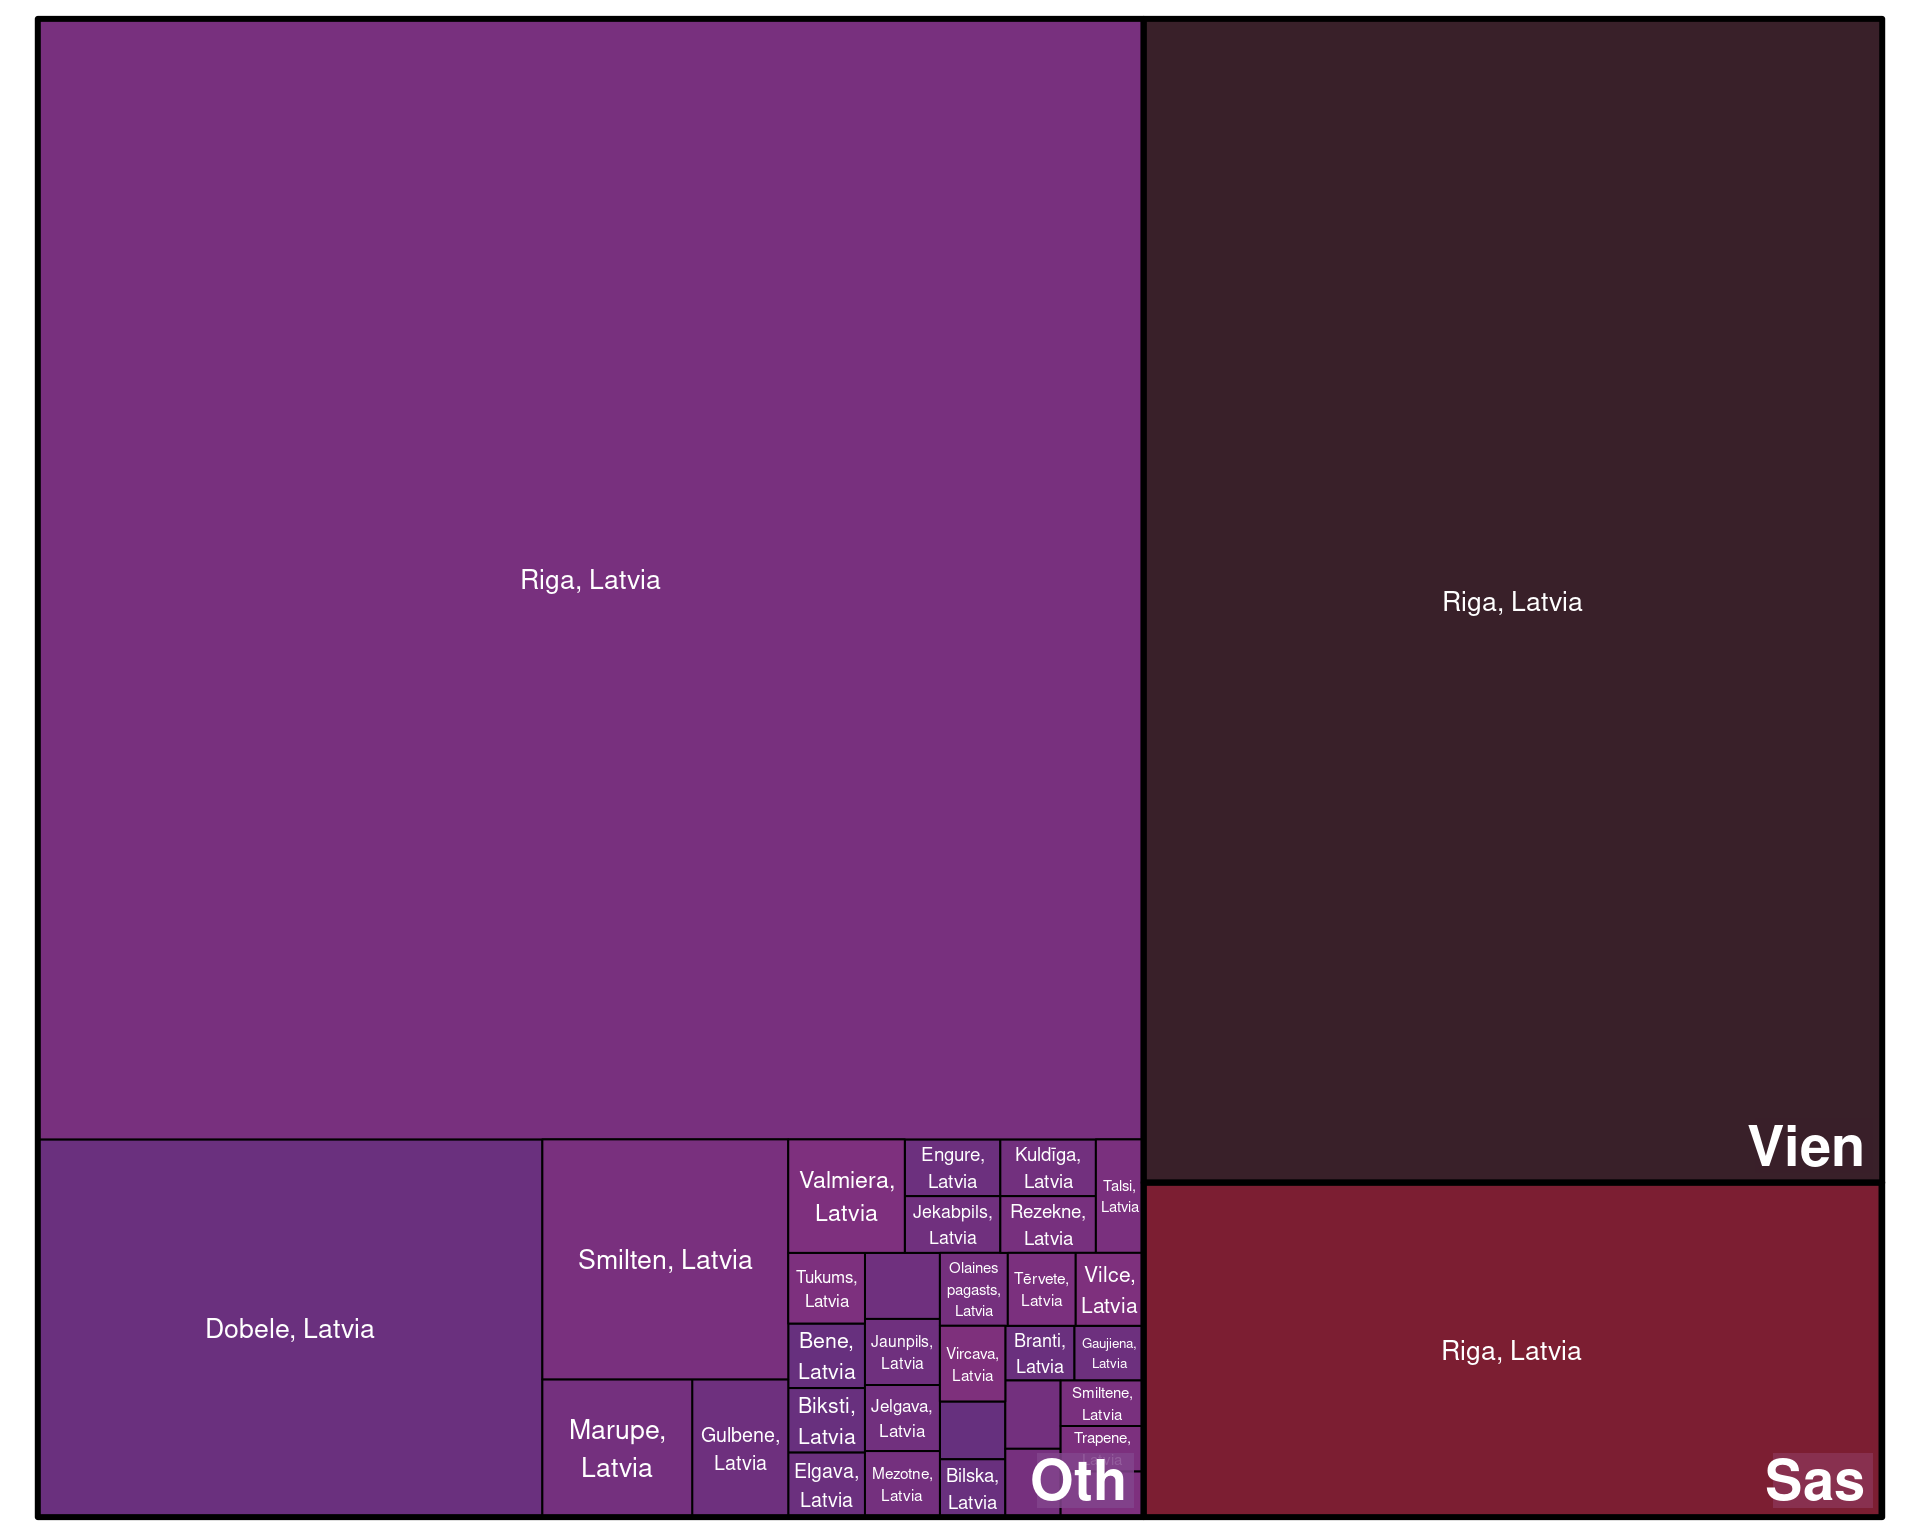 Riga, Latvia
Riga, Latvia
Vien
Engure,
Latvia
Kuldīga,
Latvia
Valmiera,
Latvia
Talsi,
Latvia
Jekabpils,
Latvia
Rezekne,
Latvia
Smilten, Latvia
Dobele, Latvia
Tukums,
Latvia
Olaines
pagasts,
Latvia
Tērvete,
Latvia
Vilce,
Latvia
Bene,
Latvia
Jaunpils,
Latvia
Vircava,
Latvia
Branti,
Latvia
Gaujiena,
Latvia
Riga, Latvia
Marupe,
Latvia
Gulbene,
Latvia
Biksti,
Latvia
Jelgava,
Latvia
Smiltene,
Latvia
Trapene,
Latvia
Elgava,
Latvia
Mezotne,
Latvia
Bilska,
Latvia
Oth
Sas